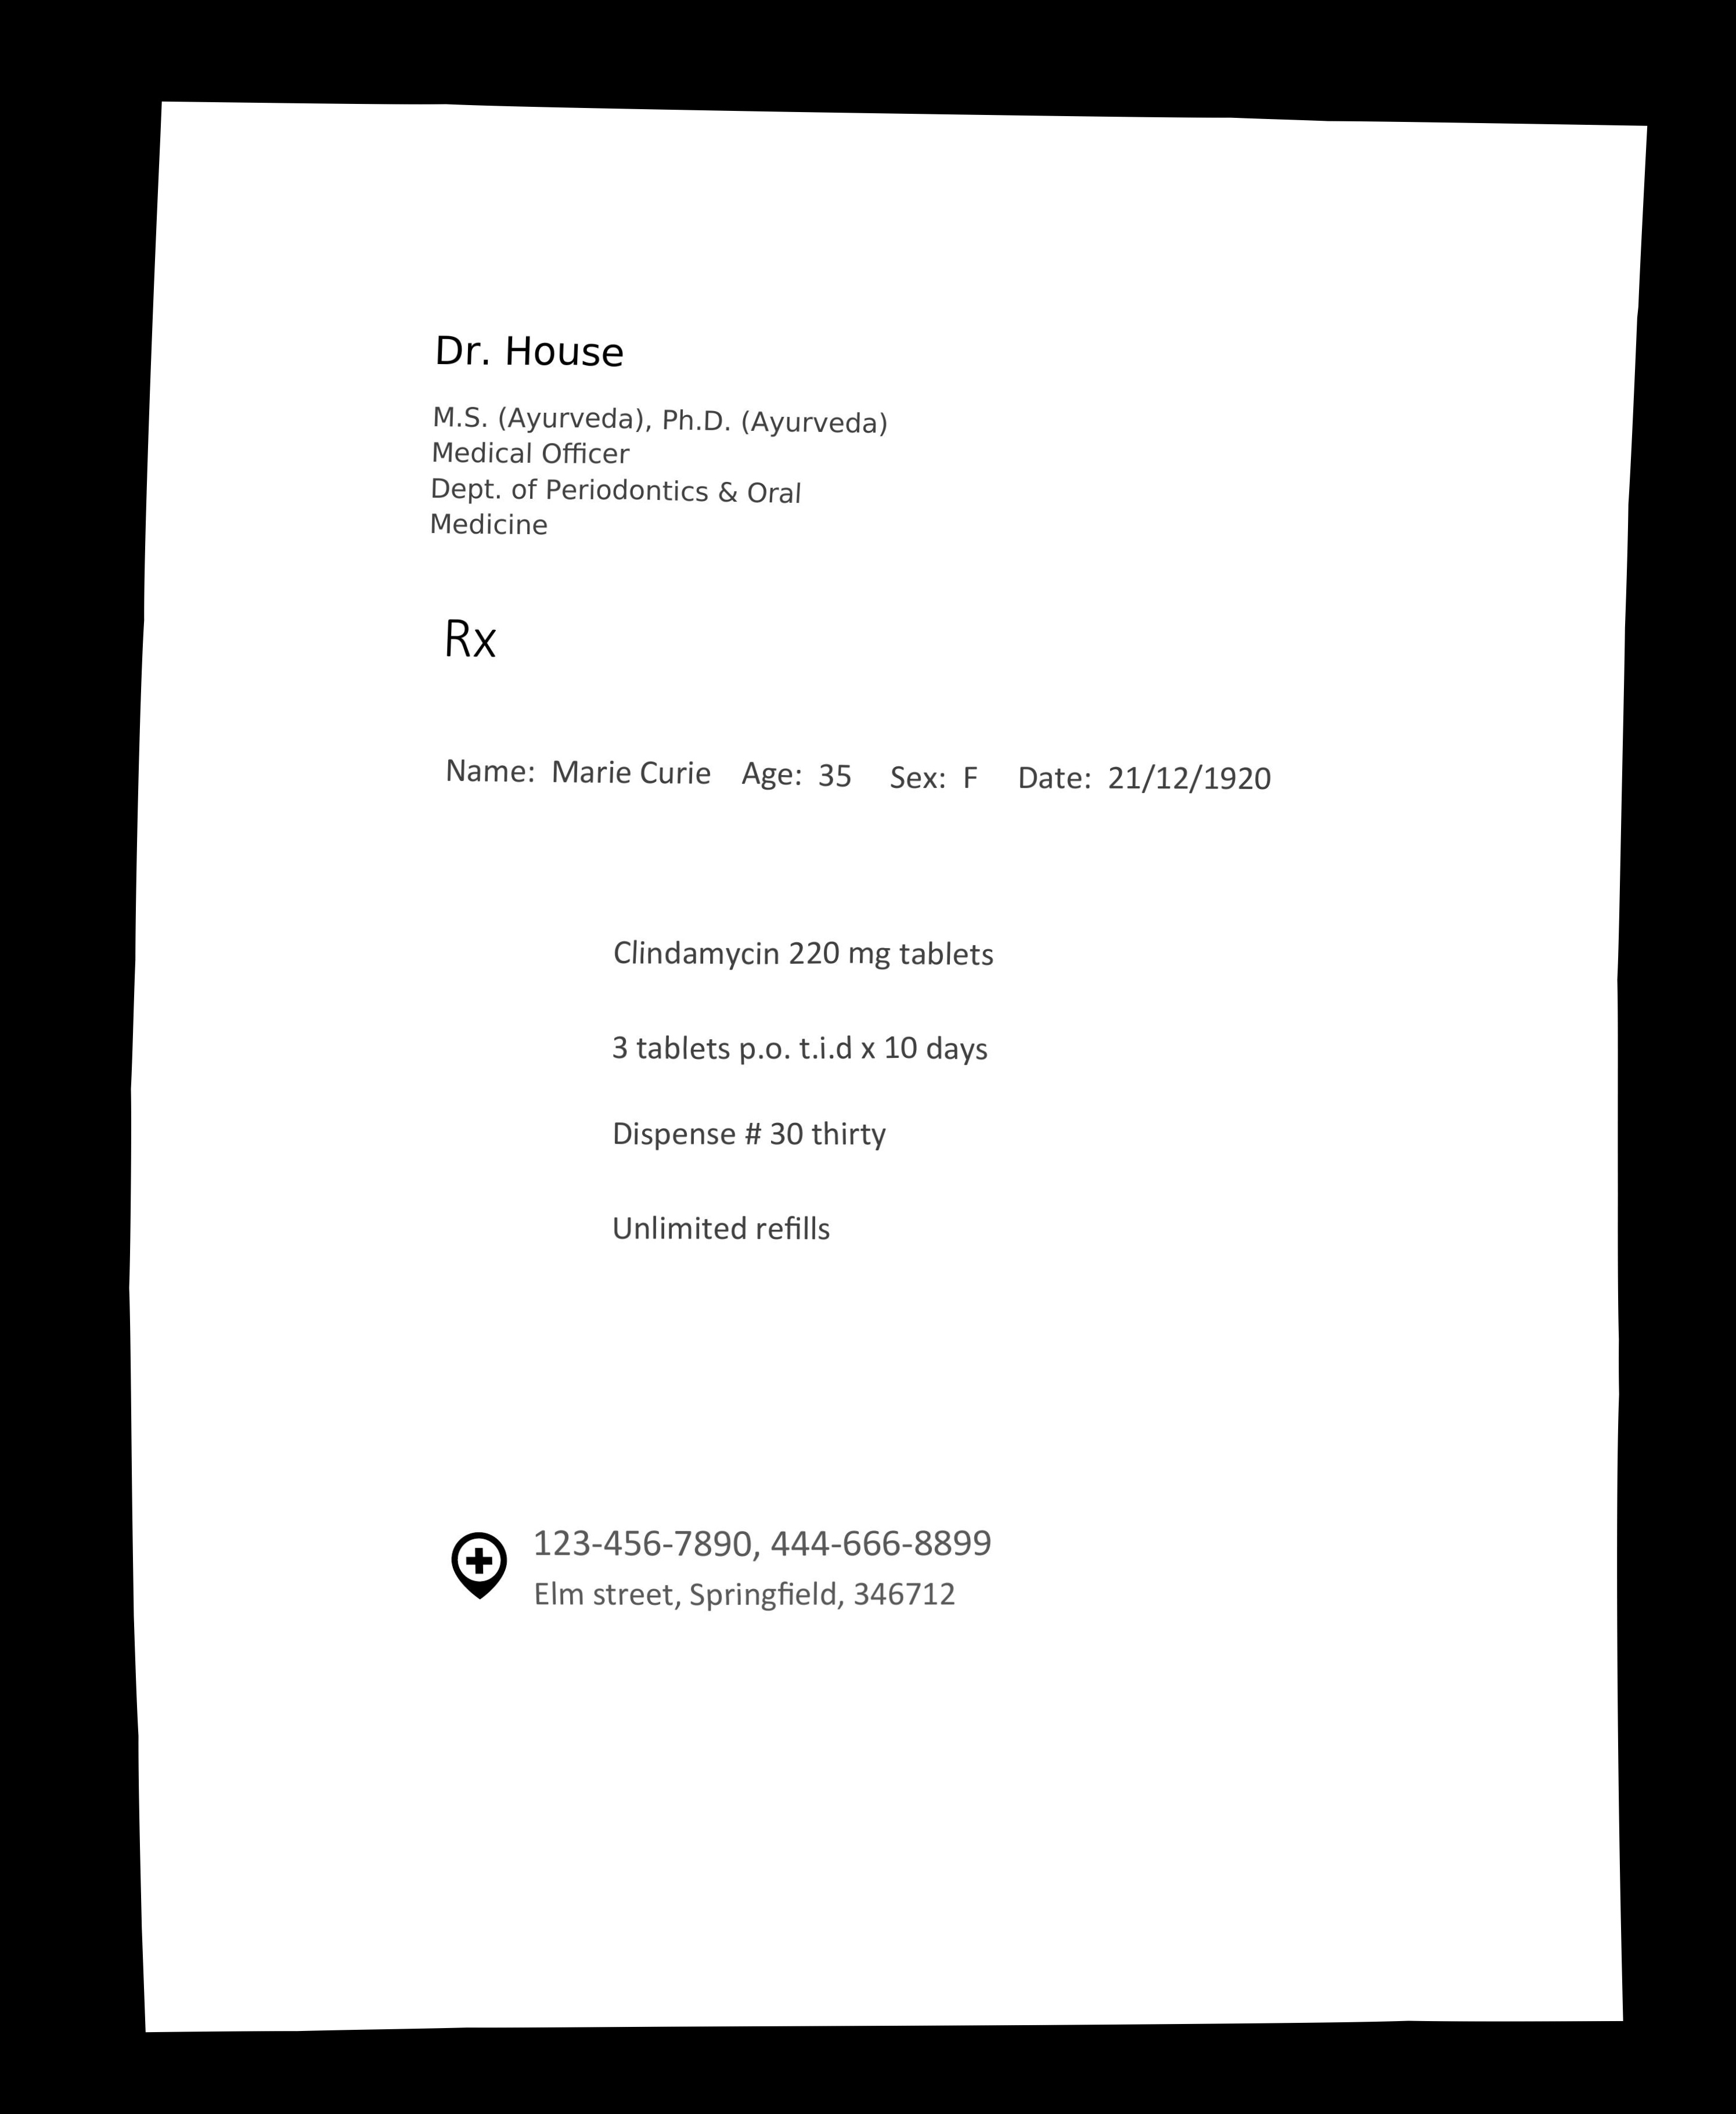 Dr. House
M.S. (Ayurveda), Ph.D. (Ayurveda)
Medical Officer
Dept. of Periodontics & Oral
Medicine
Rx
Name: Marie Curie Age: 35 Sex: F Date: 21/12/1920
Clindamycin 220 mg tablets
3 tablets p.o. t.i.d x 10 days
Dispense # 30 thirty
Unlimited refills
123-456-7890, 444-666-8899
Elm street, Springfield, 346712